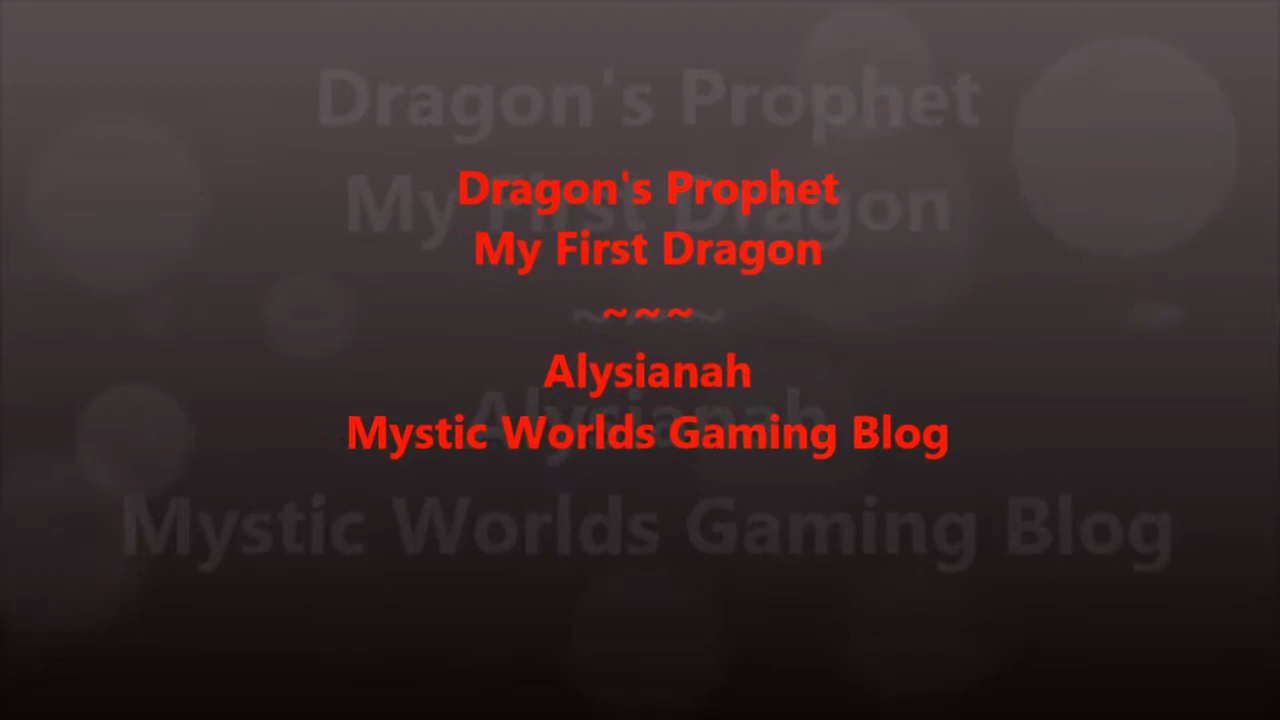 Dragon's Prophet
My First Dragon
~~~
Alysianah
Mystic Worlds Gaming Blog